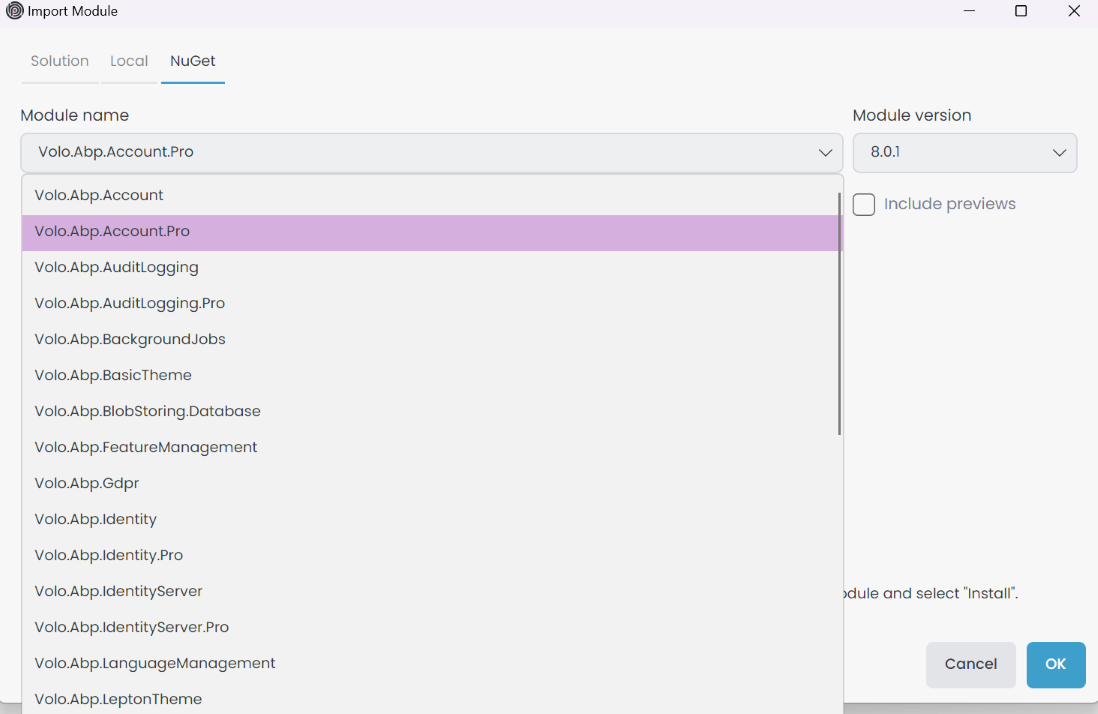 Import Module
Solution Local NuGet
Module name
Module version
Volo.Abp.Account.Pro
8.0.1
Include previews
Volo.Abp.Account
Volo.Abp.Account.Pro
Volo.Abp.AuditLogging
Volo.Abp.AuditLogging.Pro
Volo.Abp.BackgroundJobs
Volo.Abp.BasicTheme
Volo.Abp.BlobStoring.Database
Volo.Abp.FeatureManagement
Volo.Abp.Gdpr
Volo.Abp.Identity
Volo.Abp.Identity.Pro
Volo.Abp.IdentityServer
Volo.Abp.IdentityServer.Pro
Volo.Abp.LanguageManagement
Volo.Abp.LeptonTheme
and select "Install".
Cancel OK